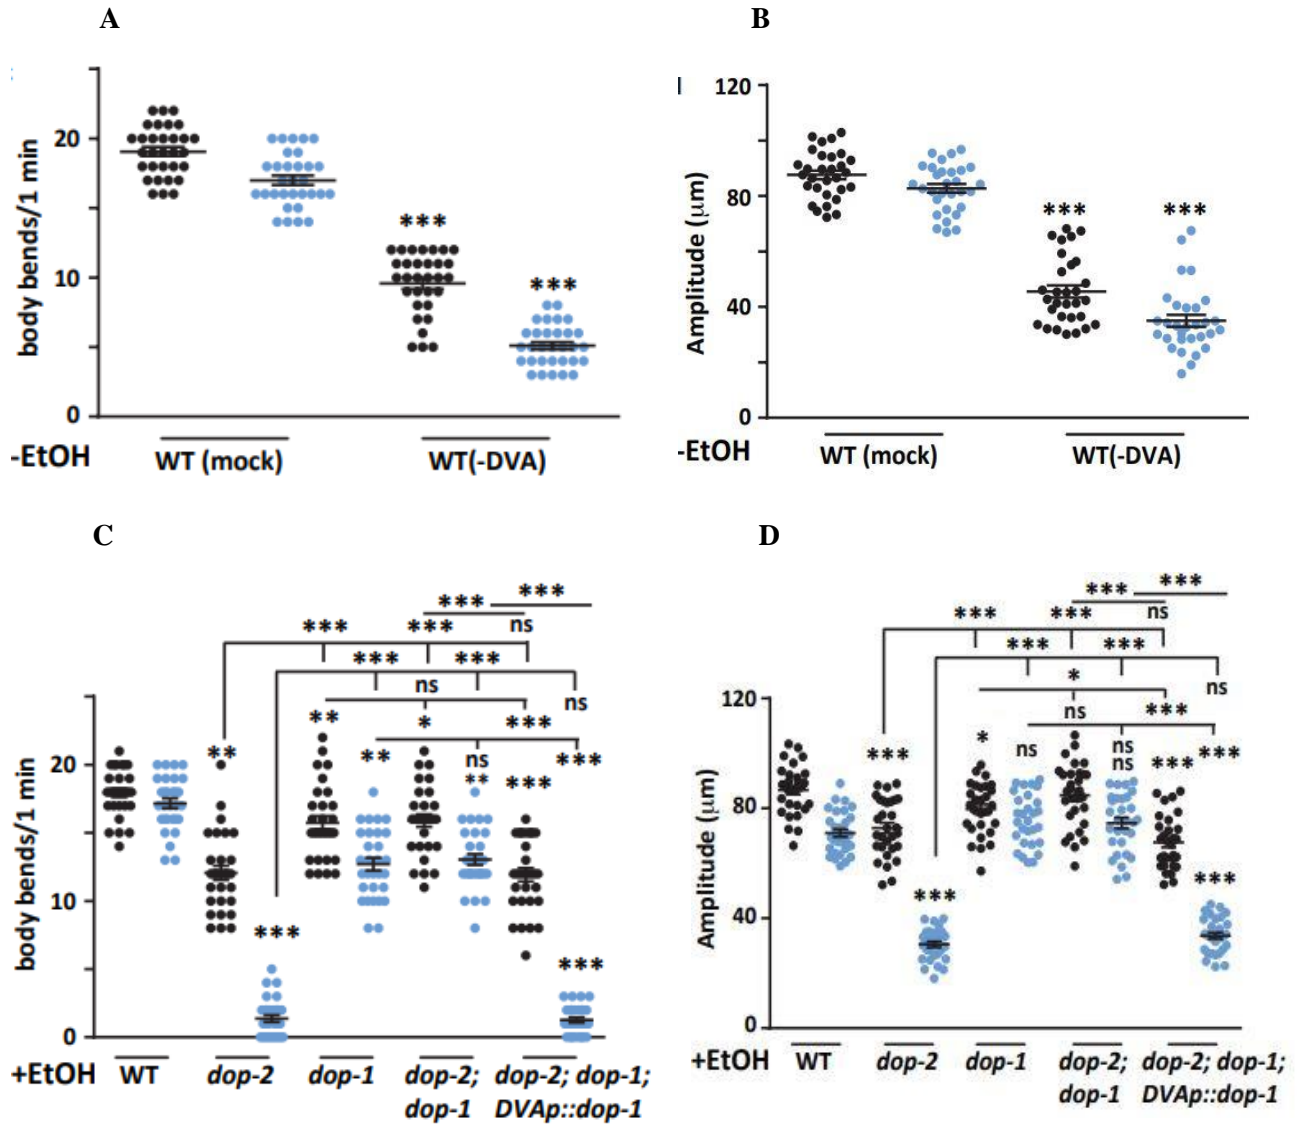 A
B
20
10
0
body bends/1 min
***
***
-EtOH
WT (mock)
WT(-DVA)
120
80
40
0
Amplitude (μm)
***
***
-EtOH
WT (mock)
WT(-DVA)
C
D
***
***
ns
***
***
***
***
ns
ns
**
**
*
***
**
ns
**
***
***
***
***
20
10
0
body bends/1 min
+EtOH
WT
dop-2
dop-1
dop-2;
dop-1
dop-2; dop-1;
DVAp::dop-1
***
***
ns
***
***
***
***
*
ns
ns
***
***
*
ns
ns
ns
***
***
***
***
120
80
40
0
Amplitude (μm)
+EtOH
WT
dop-2
dop-1
dop-2;
dop-1
dop-2; dop-1;
DVAp::dop-1